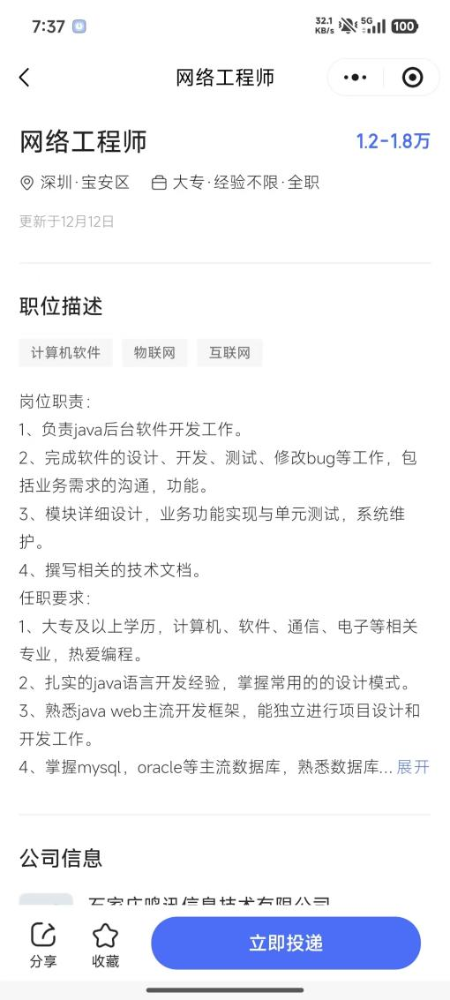 7:37
32.1
KB/s
5G
100
网络工程师
网络工程师
1.2-1.8万
深圳·宝安区
大专·经验不限·全职
更新于12月12日
职位描述
计算机软件
物联网
互联网
岗位职责：
1、负责java后台软件开发工作。
2、完成软件的设计、开发、测试、修改bug等工作，包
括业务需求的沟通，功能。
3、模块详细设计，业务功能实现与单元测试，系统维
护。
4、撰写相关的技术文档。
任职要求：
1、大专及以上学历，计算机、软件、通信、电子等相关
专业，热爱编程。
2、扎实的java语言开发经验，掌握常用的的设计模式。
3、熟悉java web主流开发框架，能独立进行项目设计和
开发工作。
4、掌握mysql，oracle等主流数据库，熟悉数据库... 展开
公司信息
石家庄鸣迅信息技术有限公司
分享
收藏
立即投递